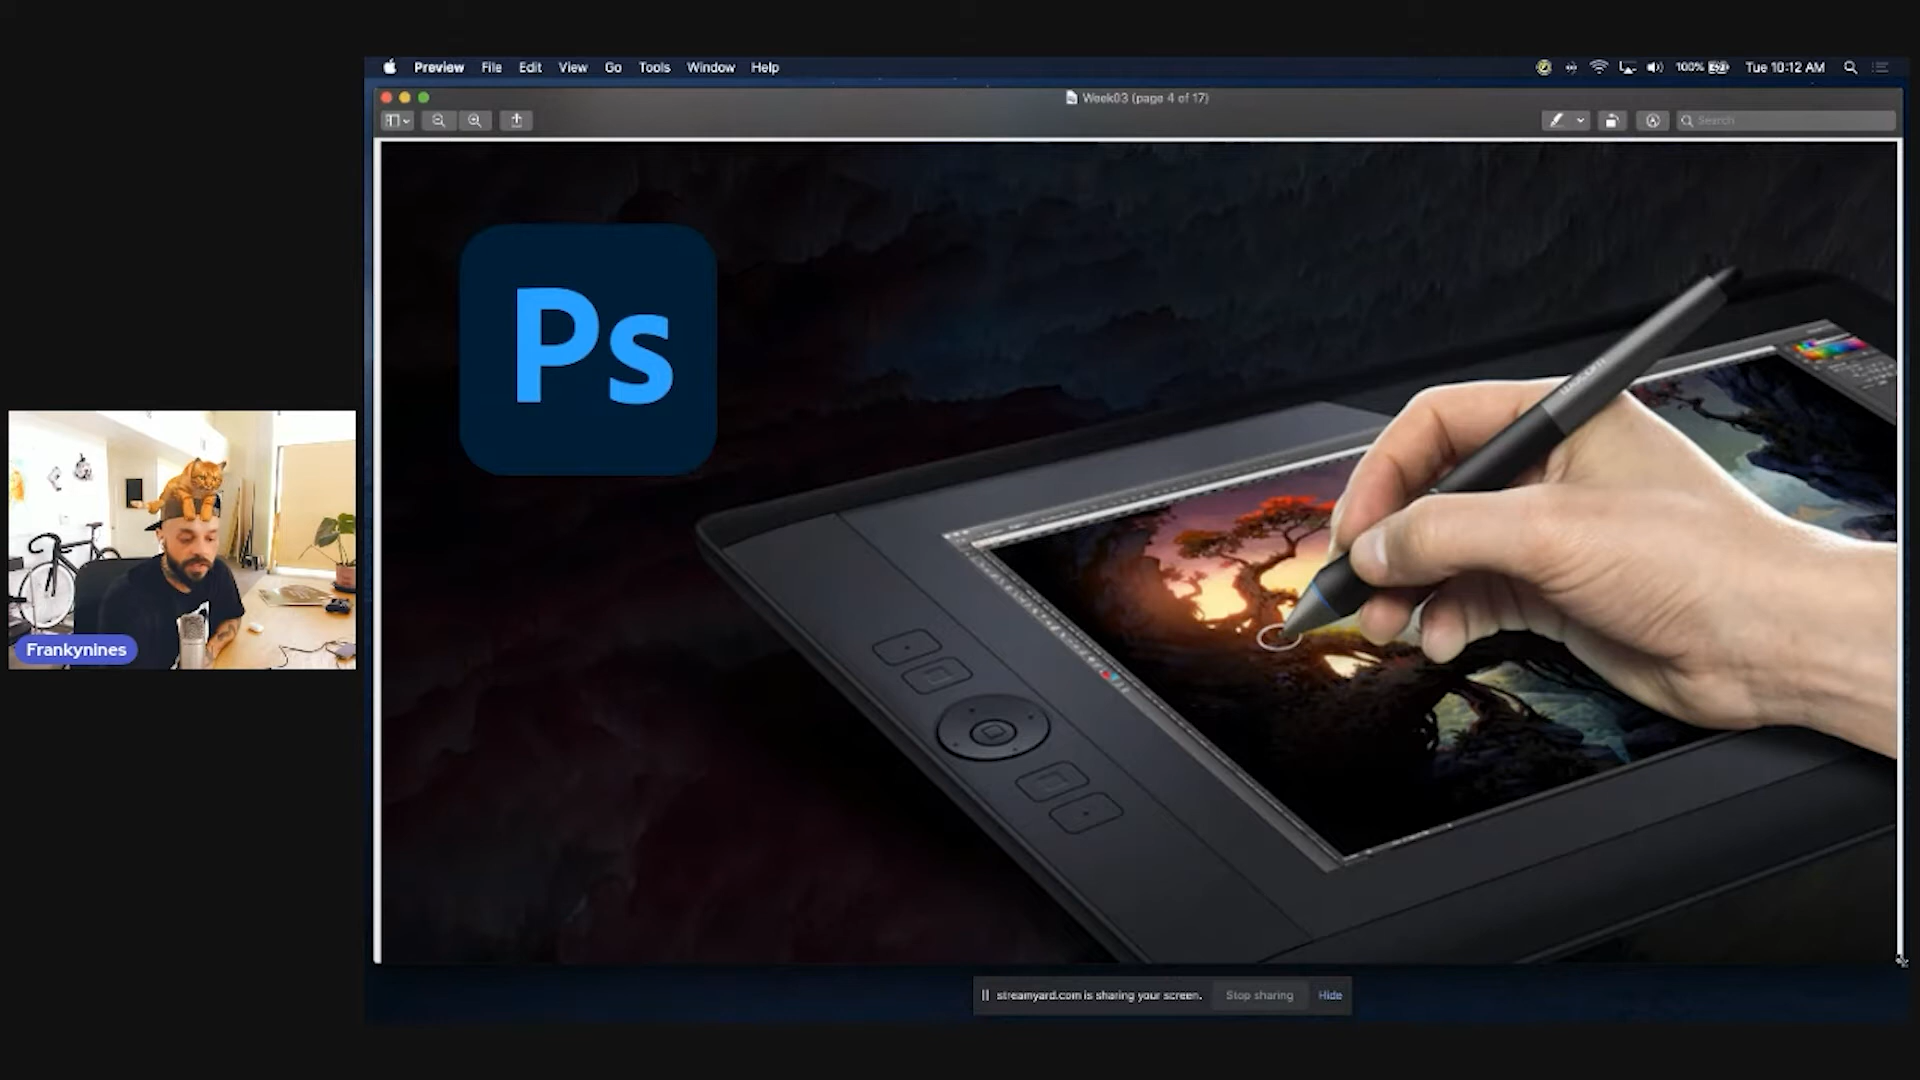 Preview File Edit View Go Tools Window Help
100% Tue 10:12 AM
Week03 (page 4 of 17)
Search
Ps
wacom
Frankynines
streamyard.com is sharing your screen. Stop sharing Hide